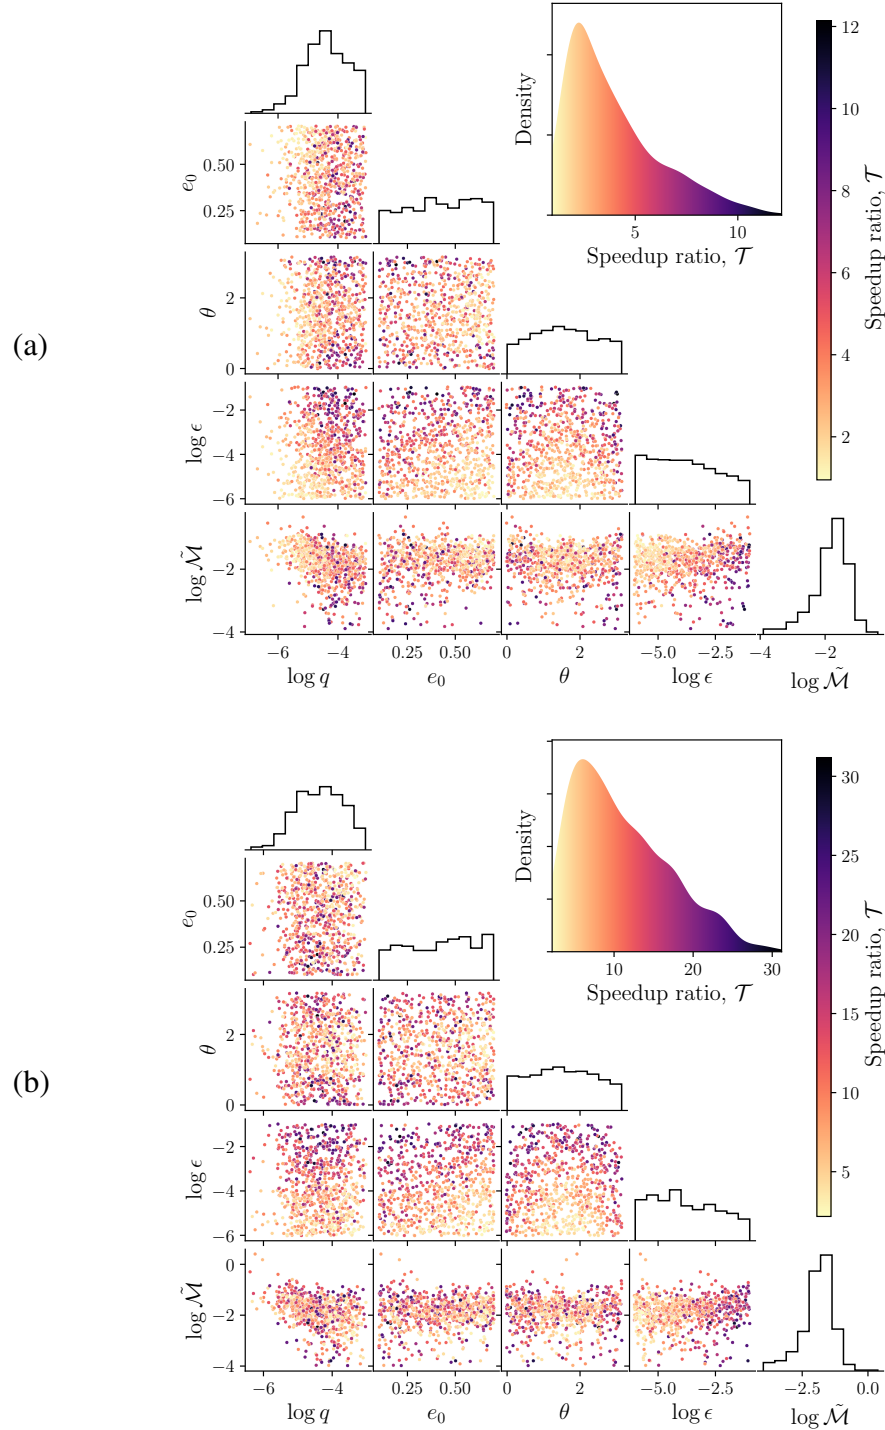 (a)
e₀
0.50
0.25
θ
2
0
log ϵ
−2
−4
−6
log ℳ̃
−2
−4
−6 −4
log q
0.25 0.50
e₀
0 2
θ
−5.0 −2.5
log ϵ
−4 −2
log ℳ̃
Density
5 10
Speedup ratio, 𝒯
12
10
8
6
4
2
Speedup ratio, 𝒯
(b)
e₀
0.50
0.25
θ
2
0
log ϵ
−2
−4
−6
log ℳ̃
0
−2
−4
−6 −4
log q
0.25 0.50
e₀
0 2
θ
−5.0 −2.5
log ϵ
−2.5 0.0
log ℳ̃
Density
10 20 30
Speedup ratio, 𝒯
30
25
20
15
10
5
Speedup ratio, 𝒯